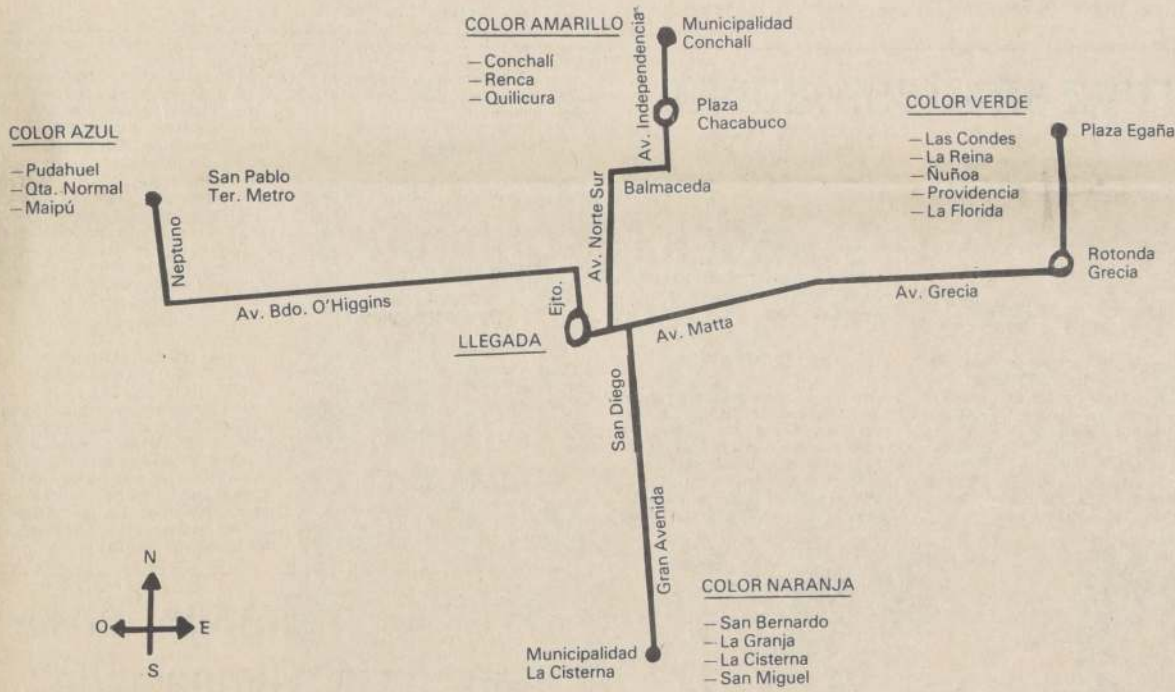 COLOR AMARILLO
—Conchalí
—Renca
—Quilicura
Av. Independencia
Municipalidad
Conchalí
Plaza
Chacabuco
COLOR VERDE
—Las Condes
—La Reina
—Ñuñoa
—Providencia
—La Florida
Plaza Egaña
COLOR AZUL
—Pudahuel
—Qta. Normal
—Maipú
San Pablo
Ter. Metro
Neptuno
Av. Bdo. O'Higgins
Ejto.
Av. Norte Sur
Balmaceda
Rotonda
Grecia
Av. Grecia
Av. Matta
LLEGADA
San Diego
Gran Avenida
N
O
E
S
Municipalidad
La Cisterna
COLOR NARANJA
—San Bernardo
—La Granja
—La Cisterna
—San Miguel